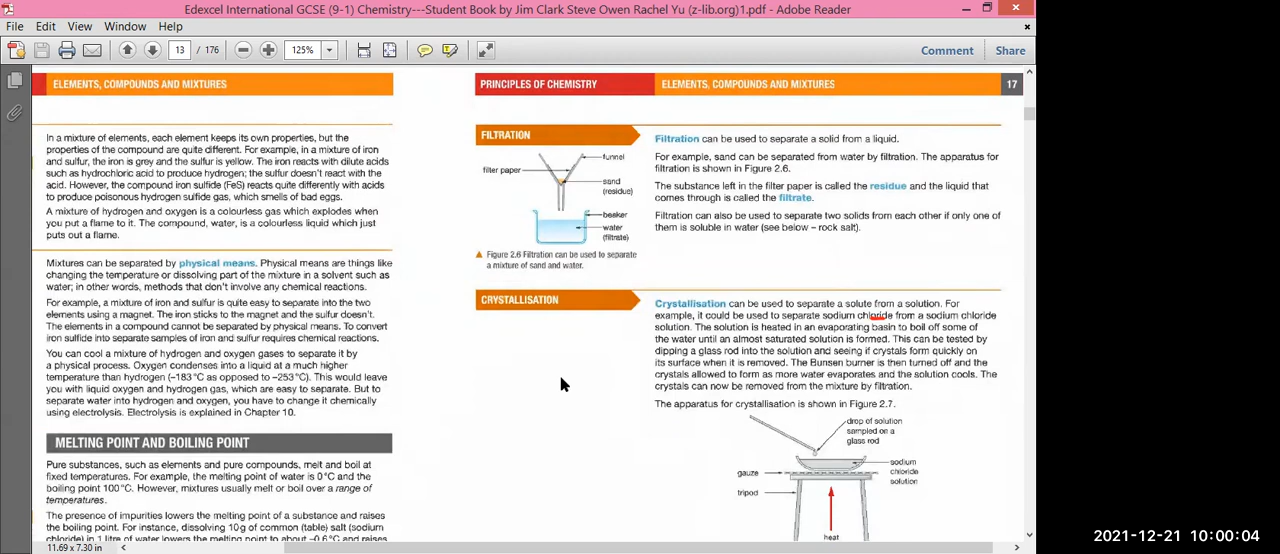 Edexcel International GCSE (9-1) Chemistry---Student Book by Jim Clark Steve Owen Rachel Yu (z-lib.org)1.pdf - Adobe Reader
File Edit View Window Help
13 / 176 125% Comment Share
ELEMENTS, COMPOUNDS AND MIXTURES
In a mixture of elements, each element keeps its own properties, but the
properties of the compound are quite different. For example, in a mixture of iron
and sulfur, the iron is grey and the sulfur is yellow. The iron reacts with dilute acids
such as hydrochloric acid to produce hydrogen; the sulfur doesn't react with the
acid. However, the compound iron sulfide (FeS) reacts quite differently with acids
to produce poisonous hydrogen sulfide gas, which smells of bad eggs.
A mixture of hydrogen and oxygen is a colourless gas which explodes when
you put a flame to it. The compound, water, is a colourless liquid which just
puts out a flame.
Mixtures can be separated by physical means. Physical means are things like
changing the temperature or dissolving part of the mixture in a solvent such as
water; in other words, methods that don't involve any chemical reactions.
For example, a mixture of iron and sulfur is quite easy to separate into the two
elements using a magnet. The iron sticks to the magnet and the sulfur doesn't.
The elements in a compound cannot be separated by physical means. To convert
iron sulfide into separate samples of iron and sulfur requires chemical reactions.
You can cool a mixture of hydrogen and oxygen gases to separate it by
a physical process. Oxygen condenses into a liquid at a much higher
temperature than hydrogen (–183 °C as opposed to –253 °C). This would leave
you with liquid oxygen and hydrogen gas, which are easy to separate. But to
separate water into hydrogen and oxygen, you have to change it chemically
using electrolysis. Electrolysis is explained in Chapter 10.
MELTING POINT AND BOILING POINT
Pure substances, such as elements and pure compounds, melt and boil at
fixed temperatures. For example, the melting point of water is 0 °C and the
boiling point 100 °C. However, mixtures usually melt or boil over a range of
temperatures.
The presence of impurities lowers the melting point of a substance and raises
the boiling point. For instance, dissolving 10 g of common (table) salt (sodium
chloride) in 1 litre of water lowers the melting point to about –0.6 °C and raises
11.69 x 7.30 in
PRINCIPLES OF CHEMISTRY ELEMENTS, COMPOUNDS AND MIXTURES 17
FILTRATION
funnel
filter paper
sand
(residue)
beaker
water
(filtrate)
Figure 2.6 Filtration can be used to separate
a mixture of sand and water.
Filtration can be used to separate a solid from a liquid.
For example, sand can be separated from water by filtration. The apparatus for
filtration is shown in Figure 2.6.
The substance left in the filter paper is called the residue and the liquid that
comes through is called the filtrate.
Filtration can also be used to separate two solids from each other if only one of
them is soluble in water (see below – rock salt).
CRYSTALLISATION
Crystallisation can be used to separate a solute from a solution. For
example, it could be used to separate sodium chloride from a sodium chloride
solution. The solution is heated in an evaporating basin to boil off some of
the water until an almost saturated solution is formed. This can be tested by
dipping a glass rod into the solution and seeing if crystals form quickly on
its surface when it is removed. The Bunsen burner is then turned off and the
crystals allowed to form as more water evaporates and the solution cools. The
crystals can now be removed from the mixture by filtration.
The apparatus for crystallisation is shown in Figure 2.7.
drop of solution
sampled on a
glass rod
sodium
chloride
solution
gauze
tripod
heat
2021-12-21 10:00:04